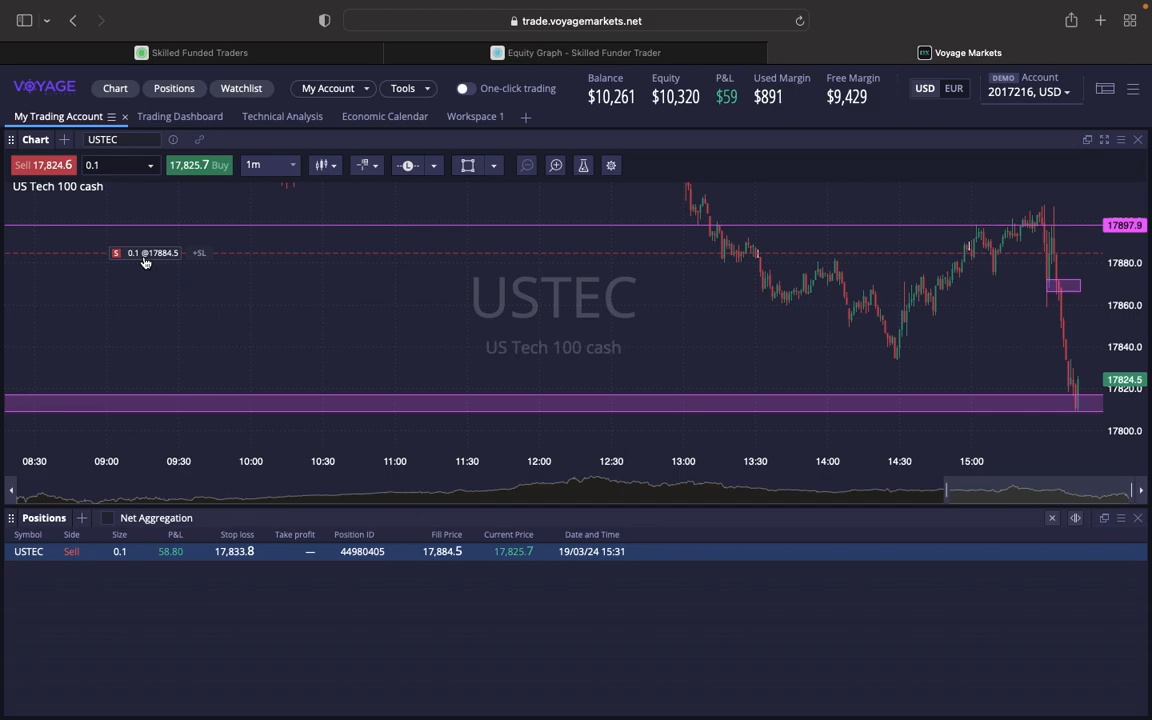 trade.voyagemarkets.net
Skilled Funded Traders
Equity Graph - Skilled Funder Trader
Voyage Markets
VOYAGE
Chart Positions Watchlist My Account Tools One-click trading
Balance Equity P&L Used Margin Free Margin
$10,261 $10,320 $59 $891 $9,429
USD EUR
DEMO Account
2017216, USD
My Trading Account Trading Dashboard Technical Analysis Economic Calendar Workspace 1
Chart USTEC
Sell 17,824.6 0.1 17,825.7 Buy 1m L
US Tech 100 cash
17897.9
S 0.1 @17884.5 +SL
17880.0
USTEC
17860.0
US Tech 100 cash
17840.0
17824.5
17820.0
17800.0
08:30 09:00 09:30 10:00 10:30 11:00 11:30 12:00 12:30 13:00 13:30 14:00 14:30 15:00
Positions Net Aggregation
Symbol Side Size P&L Stop loss Take profit Position ID Fill Price Current Price Date and Time
USTEC Sell 0.1 58.80 17,833.8 — 44980405 17,884.5 17,825.7 19/03/24 15:31